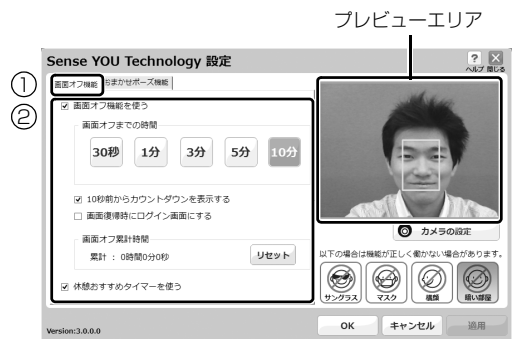 プレビューエリア
Sense YOU Technology 設定
? ×
ヘルプ 閉じる
① 画面オフ機能 おまかせポーズ機能
②
画面オフ機能を使う
画面オフまでの時間
30秒 1分 3分 5分 10分
10秒前からカウントダウンを表示する
画面復帰時にログイン画面にする
カメラの設定
画面オフ累計時間
累計 : 0時間0分0秒 リセット
以下の場合は機能が正しく働かない場合があります。
サングラス マスク 横顔 暗い部屋
休憩おすすめタイマーを使う
Version:3.0.0.0
OK キャンセル 適用